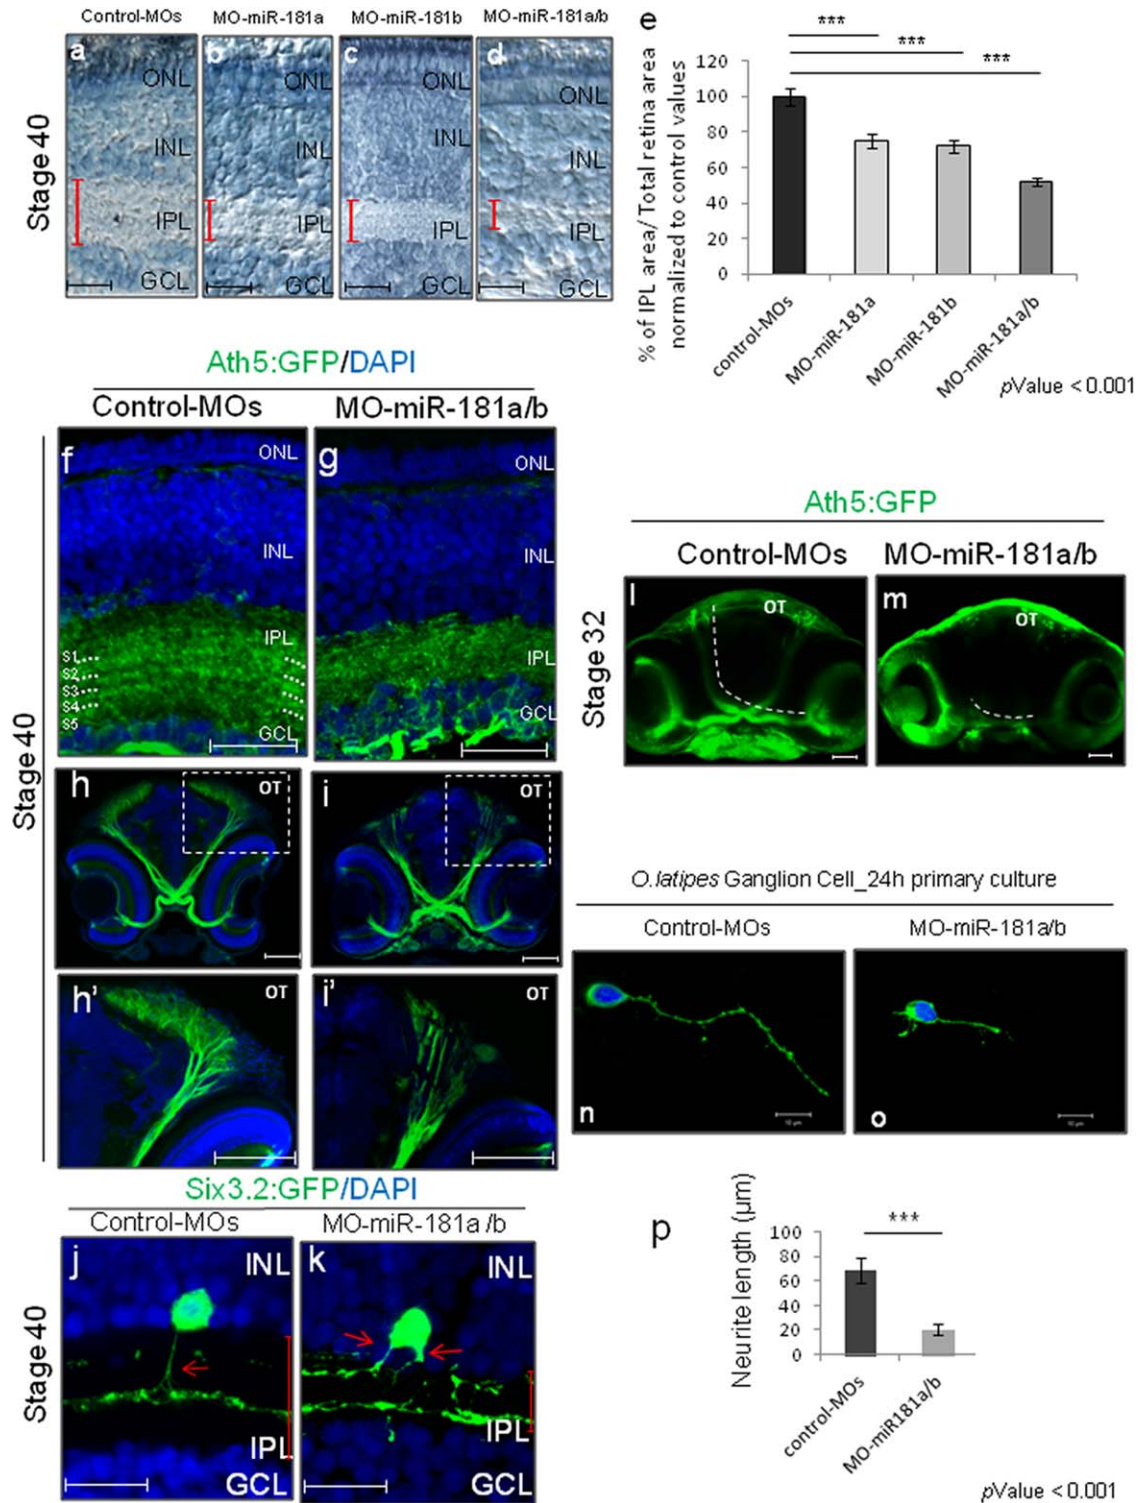 Control-MOs MO-miR-181a MO-miR-181b MO-miR-181a/b
Stage 40
a b c d
ONL ONL ONL ONL
INL INL INL INL
IPL IPL IPL IPL
GCL GCL GCL GCL
e
***
***
***
% of IPL area/ Total retina area
normalized to control values
120
100
80
60
40
20
0
control-MOs
MO-miR-181a
MO-miR-181b
MO-miR-181a/b
pValue < 0.001
Ath5:GFP/DAPI
Control-MOs MO-miR-181a/b
Stage 40
f
ONL
INL
IPL
S1
S2
S3
S4
S5
GCL
g
ONL
INL
IPL
GCL
h OT
i OT
h' OT
i' OT
Six3.2:GFP/DAPI
Control-MOs MO-miR-181a /b
Stage 40
j INL
IPL
GCL
k INL
IPL
GCL
Ath5:GFP
Control-MOs MO-miR-181a/b
Stage 32
l OT
m OT
O.latipes Ganglion Cell_24h primary culture
Control-MOs MO-miR-181a/b
n 10 µm
o 10 µm
p
***
Neurite length (µm)
100
80
60
40
20
0
control-MOs
MO-miR181a/b
pValue < 0.001